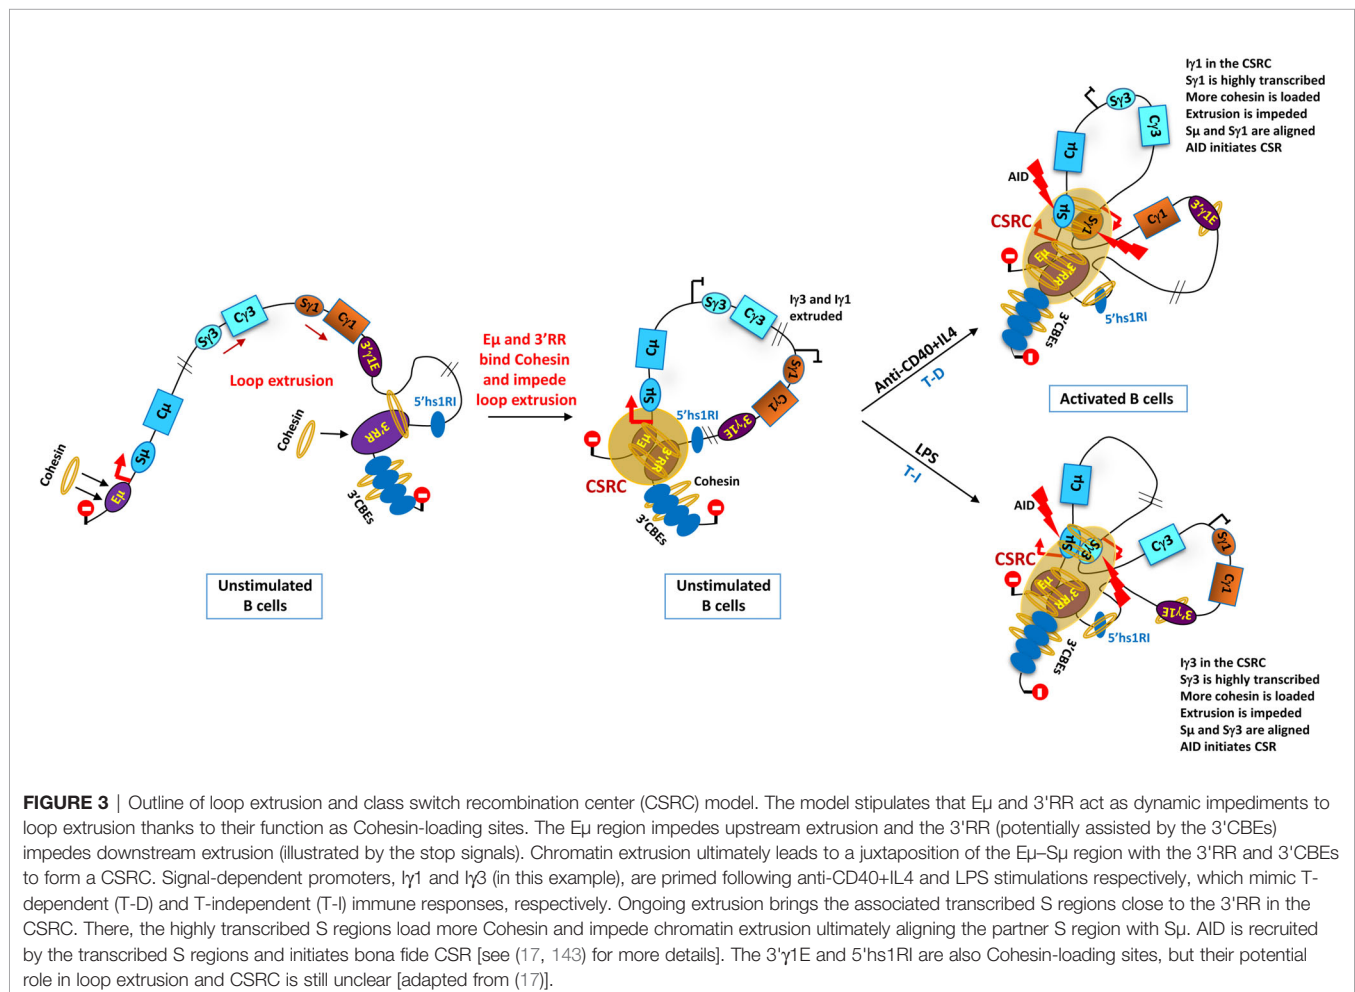 Iγ1 in the CSRC
Sγ1 is highly transcribed
More cohesin is loaded
Extrusion is impeded
Sμ and Sγ1 are aligned
AID initiates CSR
Sγ3
Cγ3
Cμ
AID
Sμ
CSRC
Sγ1
Cγ1
3'γ1E
Eμ
3'RR
5'hs1RI
3'CBEs
Anti-CD40+IL4
T-D
Activated B cells
Sγ3
Cγ3
Sγ1
Cγ1
3'γ1E
Loop extrusion
Cμ
Sμ
Cohesin
Eμ
Cohesin
3'RR
5'hs1RI
3'CBEs
Unstimulated
B cells
Eμ and 3'RR
bind Cohesin
and impede
loop extrusion
Sγ3
Cγ3
Iγ3 and Iγ1
extruded
Cμ
Sμ
Sγ1
Cγ1
3'γ1E
5'hs1RI
Eμ
3'RR
CSRC
Cohesin
3'CBEs
Unstimulated
B cells
LPS
T-I
Cμ
AID
Sμ
Sγ3
CSRC
Cγ3
Sγ1
Cγ1
3'γ1E
Eμ
3'RR
5'hs1RI
3'CBEs
Iγ3 in the CSRC
Sγ3 is highly transcribed
More cohesin is loaded
Extrusion is impeded
Sμ and Sγ3 are aligned
AID initiates CSR
FIGURE 3 | Outline of loop extrusion and class switch recombination center (CSRC) model. The model stipulates that Eμ and 3'RR act as dynamic impediments to
loop extrusion thanks to their function as Cohesin-loading sites. The Eμ region impedes upstream extrusion and the 3'RR (potentially assisted by the 3'CBEs)
impedes downstream extrusion (illustrated by the stop signals). Chromatin extrusion ultimately leads to a juxtaposition of the Eμ–Sμ region with the 3'RR and 3'CBEs
to form a CSRC. Signal-dependent promoters, Iγ1 and Iγ3 (in this example), are primed following anti-CD40+IL4 and LPS stimulations respectively, which mimic T-
dependent (T-D) and T-independent (T-I) immune responses, respectively. Ongoing extrusion brings the associated transcribed S regions close to the 3'RR in the
CSRC. There, the highly transcribed S regions load more Cohesin and impede chromatin extrusion ultimately aligning the partner S region with Sμ. AID is recruited
by the transcribed S regions and initiates bona fide CSR [see (17, 143) for more details]. The 3'γ1E and 5'hs1RI are also Cohesin-loading sites, but their potential
role in loop extrusion and CSRC is still unclear [adapted from (17)].